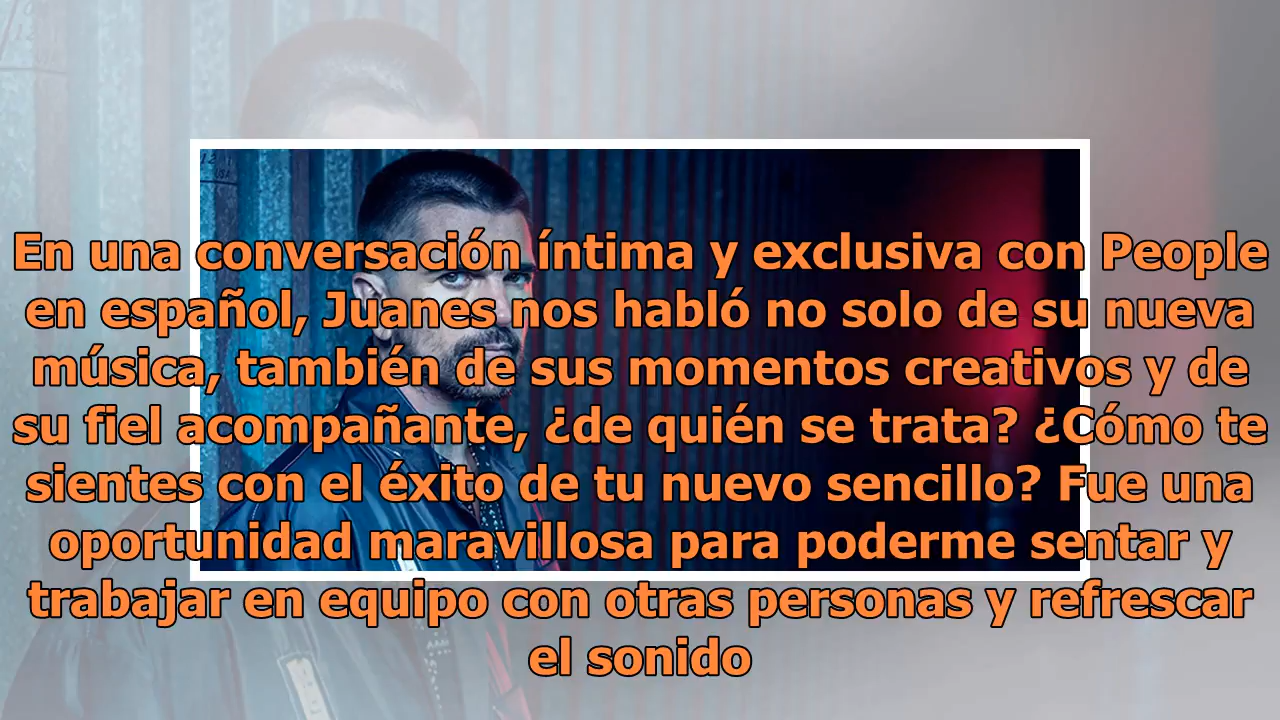 En una conversación íntima y exclusiva con People
en español, Juanes nos habló no solo de su nueva
música, también de sus momentos creativos y de
su fiel acompañante, ¿de quién se trata? ¿Cómo te
sientes con el éxito de tu nuevo sencillo? Fue una
oportunidad maravillosa para poderme sentar y
trabajar en equipo con otras personas y refrescar
el sonido